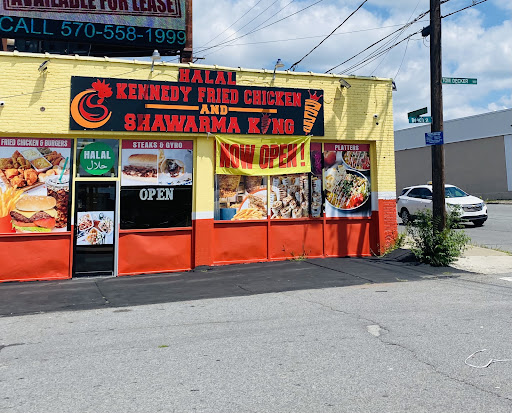 AVAILABLE FOR LEASE)
CALL 570-558-1999
HALAL
KENNEDY FRIED CHICKEN
AND
SHAWARMA KING
FRIED CHICKEN & BURGERS
HALAL
حلال
STEAKS & GYRO
OPEN
NOW OPEN!
PLATTERS